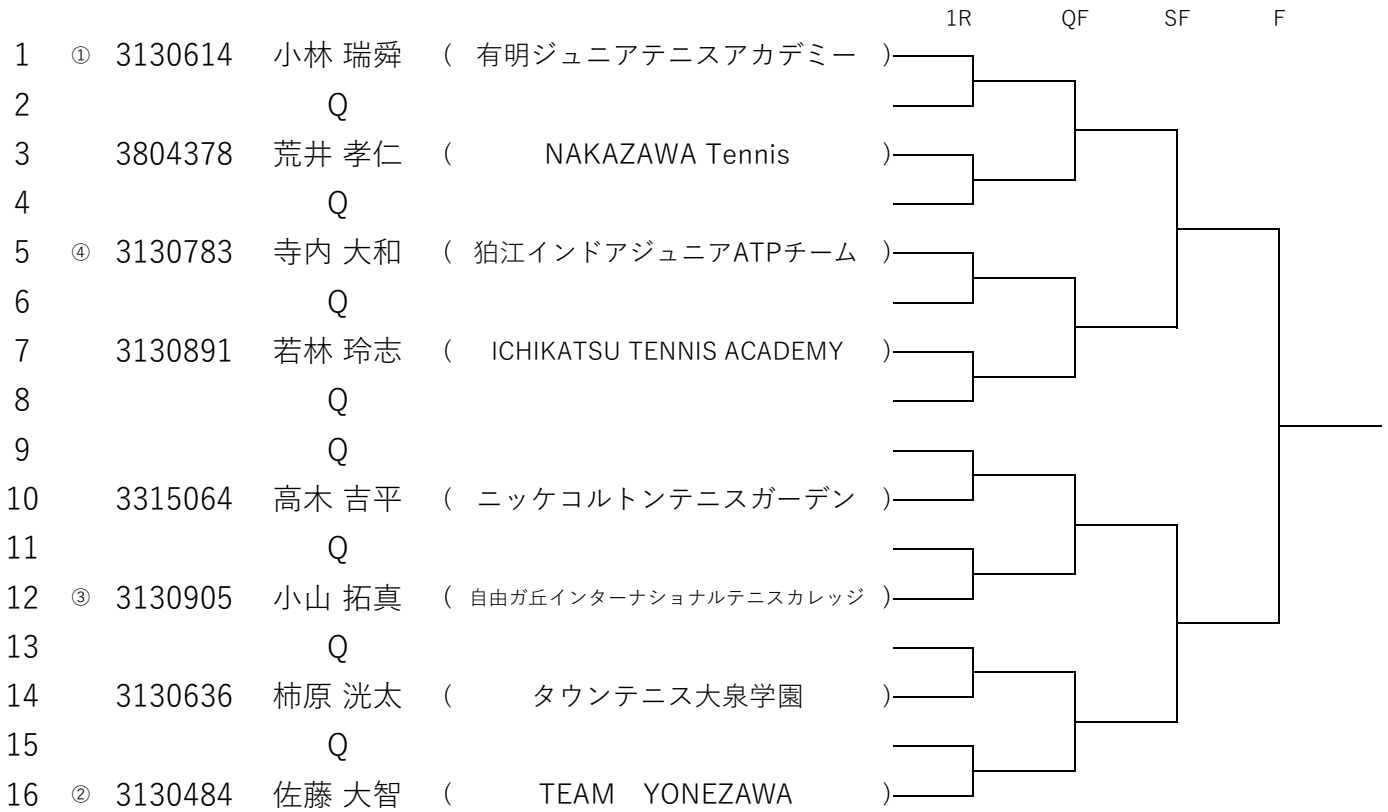 1R QF SF F
1 ① 3130614 小林 瑞舜 ( 有明ジュニアテニスアカデミー )
2 Q
3 3804378 荒井 孝仁 ( NAKAZAWA Tennis )
4 Q
5 ④ 3130783 寺内 大和 ( 狛江インドアジュニアATPチーム )
6 Q
7 3130891 若林 玲志 ( ICHIKATSU TENNIS ACADEMY )
8 Q
9 Q
10 3315064 高木 吉平 ( ニッケコルトンテニスガーデン )
11 Q
12 ③ 3130905 小山 拓真 ( 自由ガ丘インターナショナルテニスカレッジ )
13 Q
14 3130636 柿原 洸太 ( タウンテニス大泉学園 )
15 Q
16 ② 3130484 佐藤 大智 ( TEAM　YONEZAWA )